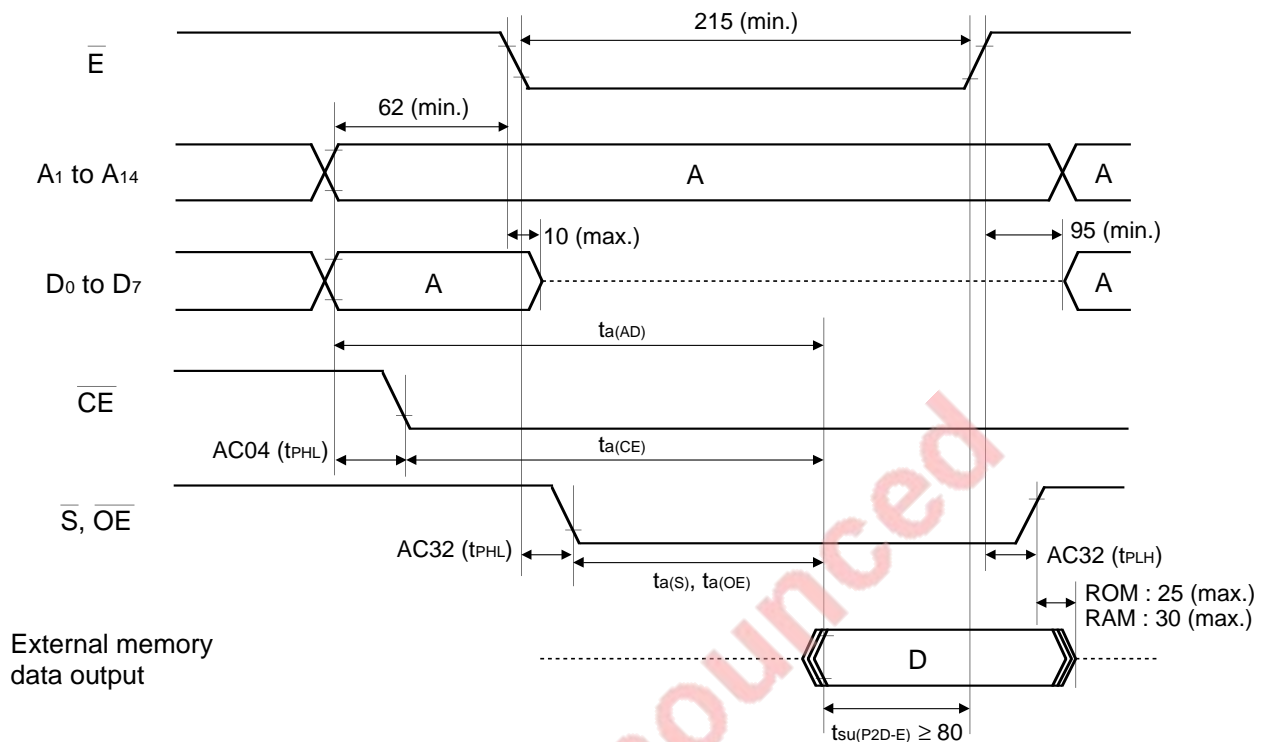 215 (min.)
E
62 (min.)
A1 to A14
A
A
10 (max.)
95 (min.)
D0 to D7
A
A
ta(AD)
CE
AC04 (tPHL)
ta(CE)
S, OE
AC32 (tPHL)
AC32 (tPLH)
ta(S), ta(OE)
ROM : 25 (max.)
RAM : 30 (max.)
External memory
data output
D
tsu(P2D-E) ≥ 80
ounced